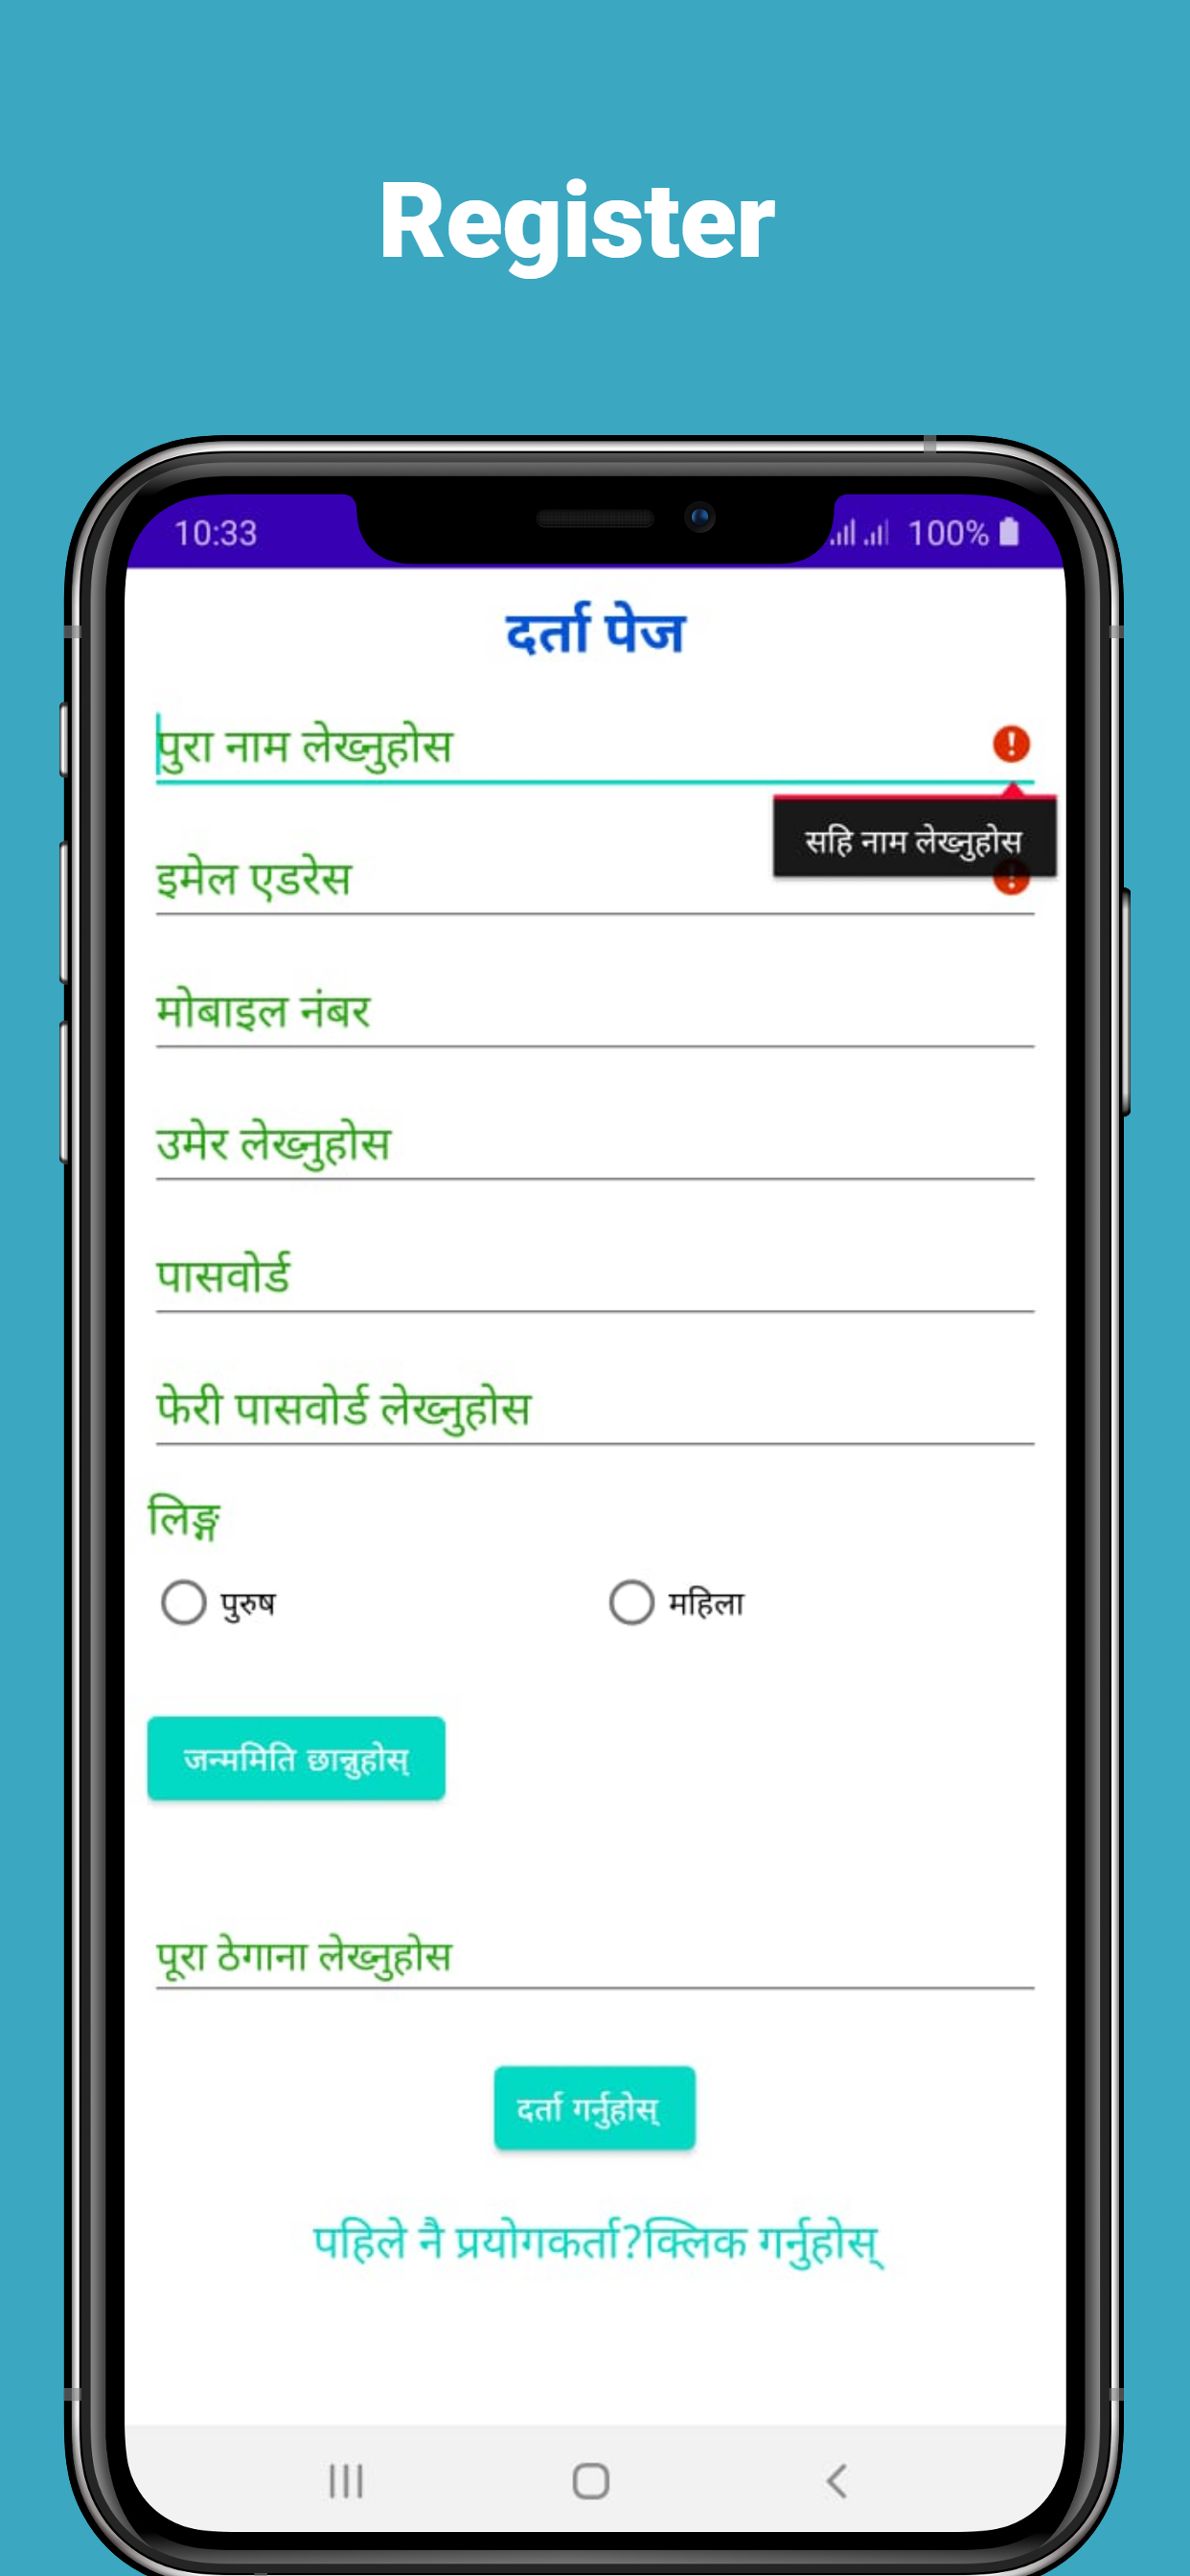 Register
10:33
100%
दर्ता पेज
पुरा नाम लेख्नुहोस
सहि नाम लेख्नुहोस
इमेल एडरेस
मोबाइल नंबर
उमेर लेख्नुहोस
पासवोर्ड
फेरी पासवोर्ड लेख्नुहोस
लिङ्ग
पुरुष महिला
जन्ममिति छान्नुहोस्
पूरा ठेगाना लेख्नुहोस
दर्ता गर्नुहोस्
पहिले नै प्रयोगकर्ता?क्लिक गर्नुहोस्